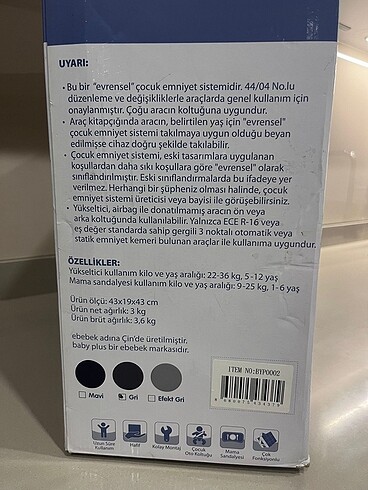 UYARI:
• Bu bir "evrensel" çocuk emniyet sistemidir. 44/04 No.lu
düzenleme ve değişikliklerle araçlarda genel kullanım için
onaylanmıştır. Çoğu aracın koltuğuna uygundur.
• Araç kitapçığında aracın, belirtilen yaş için "evrensel"
çocuk emniyet sistemi takılmaya uygun olduğu beyan
edilmişse cihaz doğru şekilde takılabilir.
• Çocuk emniyet sistemi, eski tasarımlara uygulanan
koşullardan daha sıkı koşullara göre "evrensel" olarak
sınıflandırılmıştır. Eski sınıflandırmalarda bu ifadeye yer
verilmez. Herhangi bir şüpheniz olması halinde, çocuk
emniyet sistemi üreticisi veya bayisi ile görüşebilirsiniz.
• Yükseltici, airbag ile donatılmamış aracın ön veya
arka koltuğunda kullanılabilir. Yalnızca ECE R-16 veya
eş değer standarda sahip gergili 3 noktalı otomatik veya
statik emniyet kemeri bulunan araçlar ile kullanıma uygundur.
ÖZELLİKLER:
Yükseltici kullanım kilo ve yaş aralığı: 22-36 kg, 5-12 yaş
Mama sandalyesi kullanım kilo ve yaş aralığı: 9-25 kg, 1-6 yaş
Ürün ölçü: 43x19x43 cm
Ürün net ağırlık: 3 kg
Ürün brüt ağırlık: 3,6 kg
ebebek adına Çin'de üretilmiştir.
baby plus bir ebebek markasıdır.
Mavi Gri Efekt Gri
ITEM NO:BYP0002
Uzun Süre Kullanım
Hafif
Kolay Montaj
Çocuk Oto Koltuğu
Mama Sandalyesi
Çok Fonksiyonlu